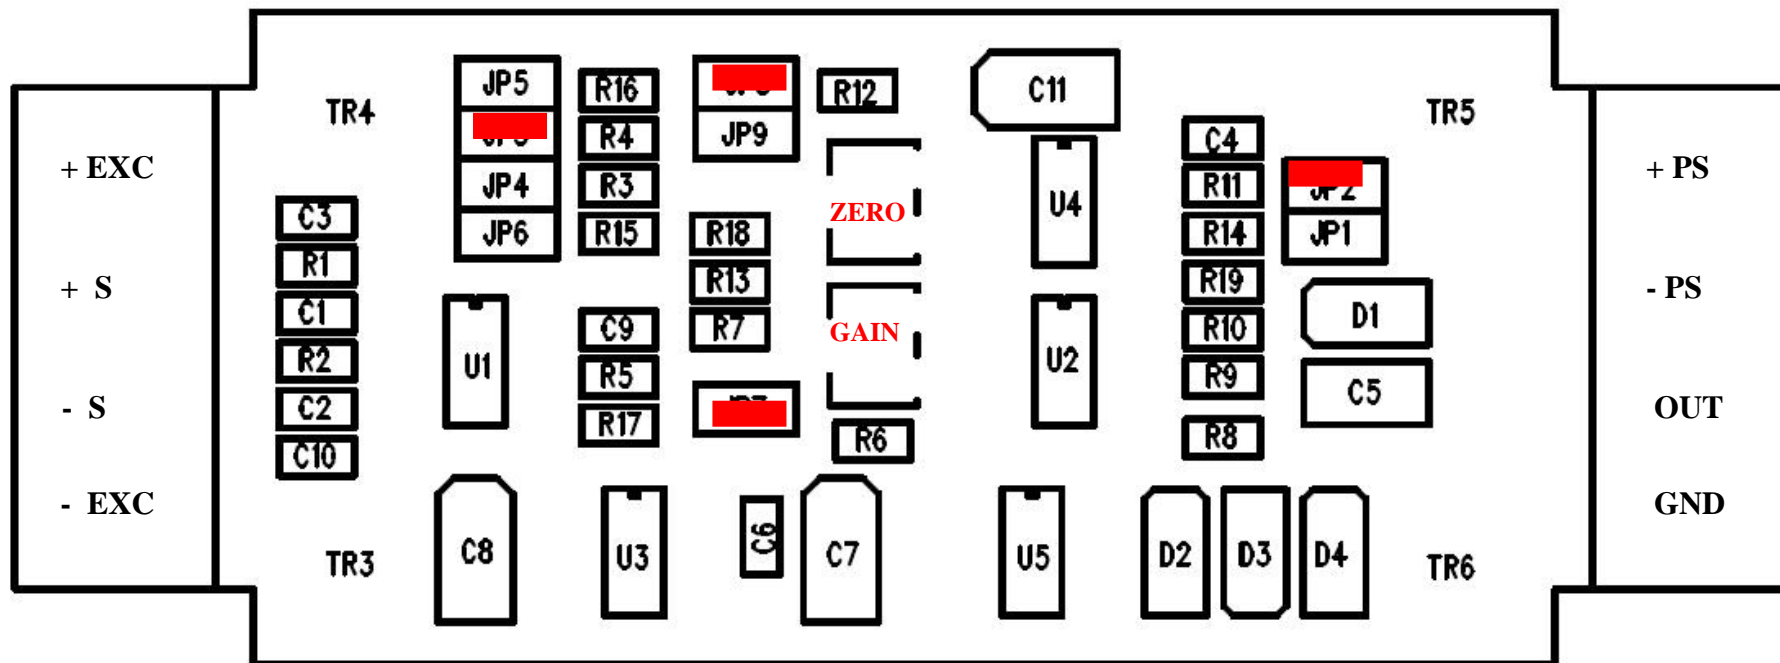 + EXC
+ S
- S
- EXC
TR4
TR3
C3
R1
C1
R2
C2
C10
JP5
JP4
JP6
U1
C8
R16
R4
R3
R15
C9
R5
R17
U3
JP9
R18
R13
R7
C6
R12
ZERO
GAIN
R6
C7
C11
U4
U2
U5
C4
R11
R14
R19
R10
R9
R8
D2
D3
D4
JP2
JP1
D1
C5
TR5
TR6
+ PS
- PS
OUT
GND